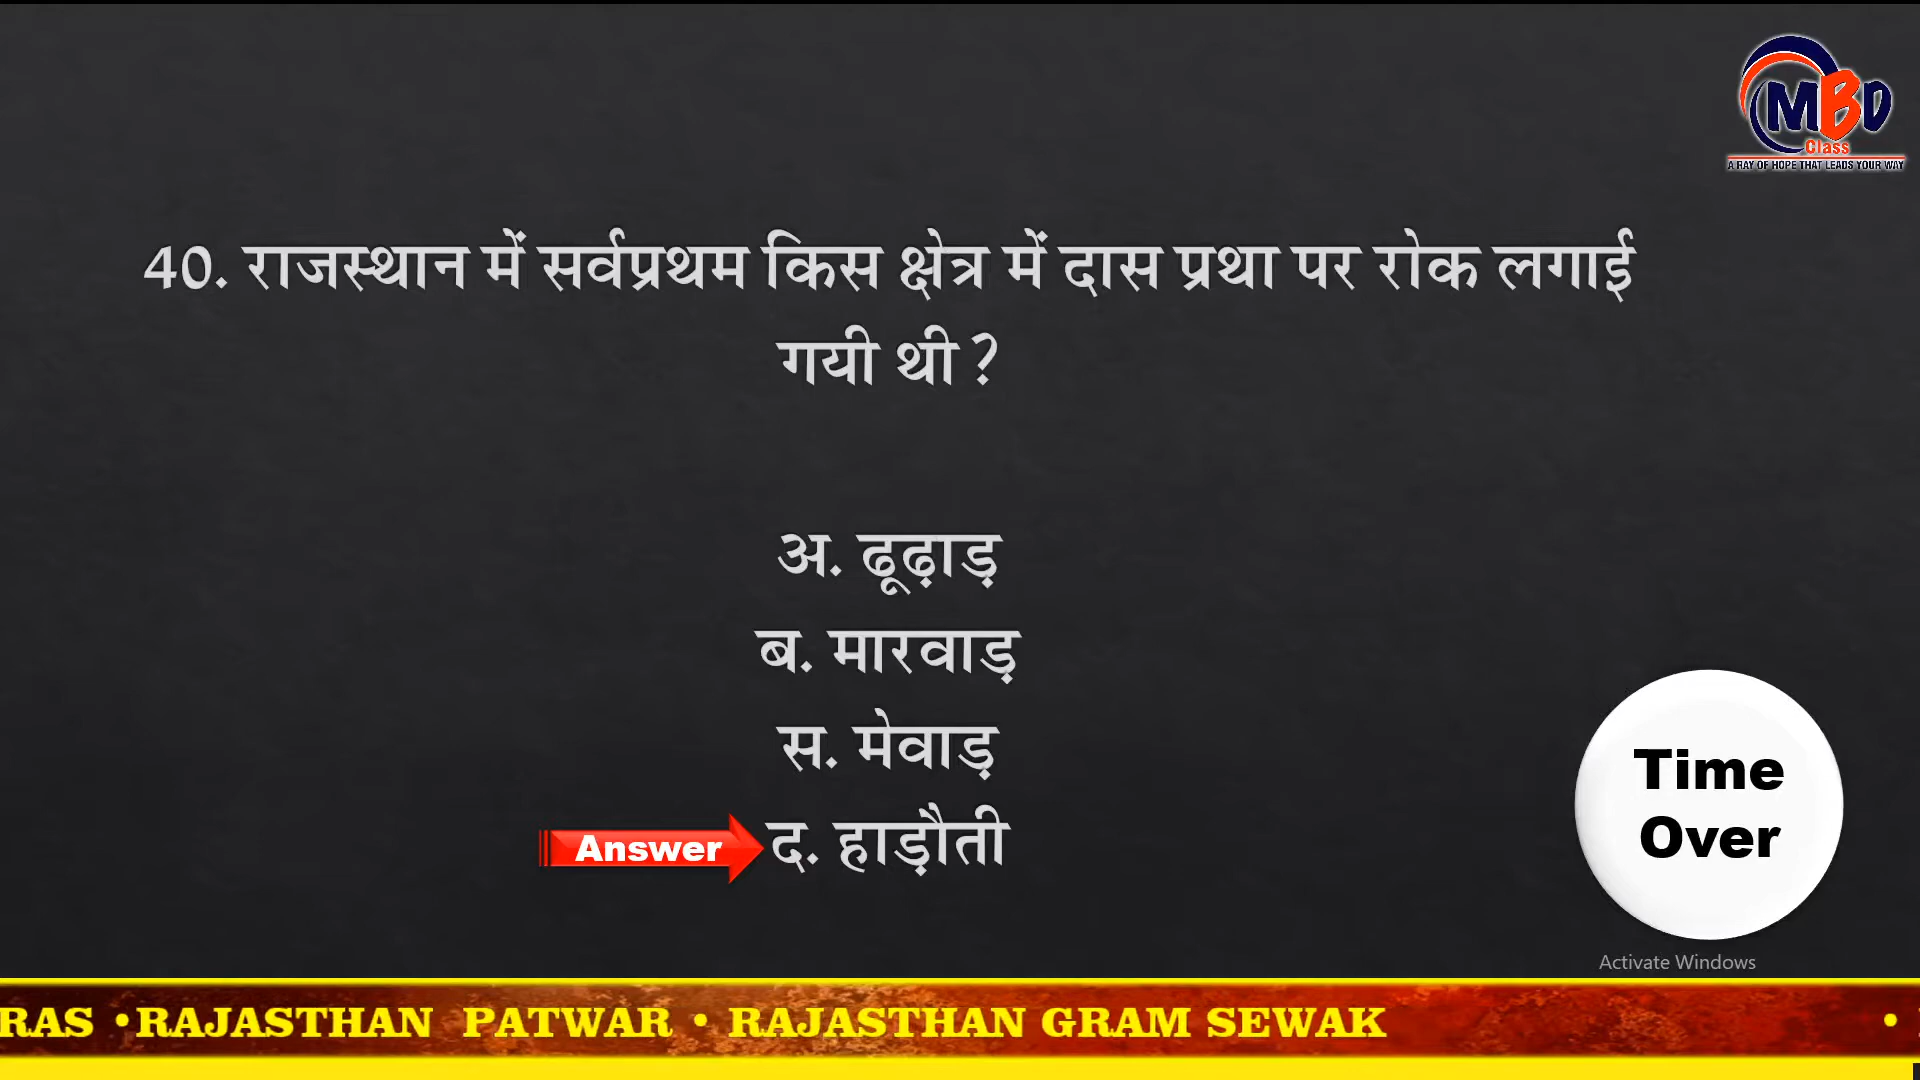 MBD
Class
A RAY OF HOPE THAT LEADS YOUR WAY
40. राजस्थान में सर्वप्रथम किस क्षेत्र में दास प्रथा पर रोक लगाई
गयी थी ?
अ. ढूढ़ाड़
ब. मारवाड़
स. मेवाड़
Answer द. हाड़ौती
Time
Over
Activate Windows
RAS • RAJASTHAN PATWAR • RAJASTHAN GRAM SEWAK •